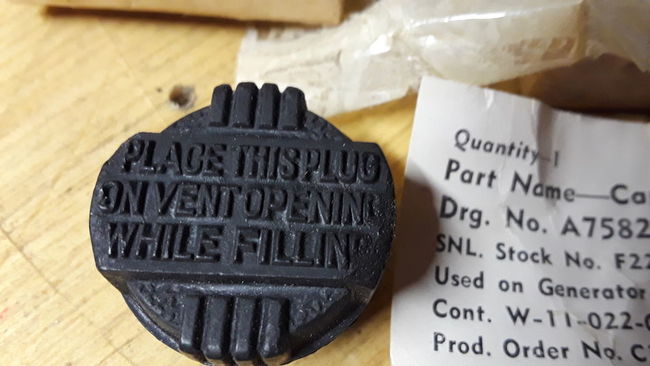 PLACE THIS PLUG
ON VENT OPENING
WHILE FILLING
Quantity-1
Part Name—Ca
Drg. No. A7582
SNL. Stock No. F22
Used on Generator
Cont. W-11-022-
Prod. Order No. C